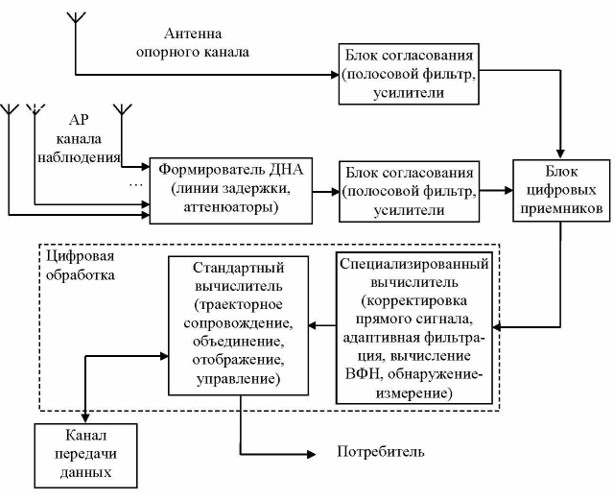 Антенна
опорного канала
Блок согласования
(полосовой фильтр,
усилители
АР
канала
наблюдения
...
Формирователь ДНА
(линии задержки,
аттенюаторы)
Блок согласования
(полосовой фильтр,
усилители
Блок
цифровых
приемников
Цифровая
обработка
Стандартный
вычислитель
(траекторное
сопровождение,
объединение,
отображение,
управление)
Специализированный
вычислитель
(корректировка
прямого сигнала,
адаптивная фильтра-
ция, вычисление
ВФН, обнаружение-
измерение)
Канал
передачи
данных
Потребитель